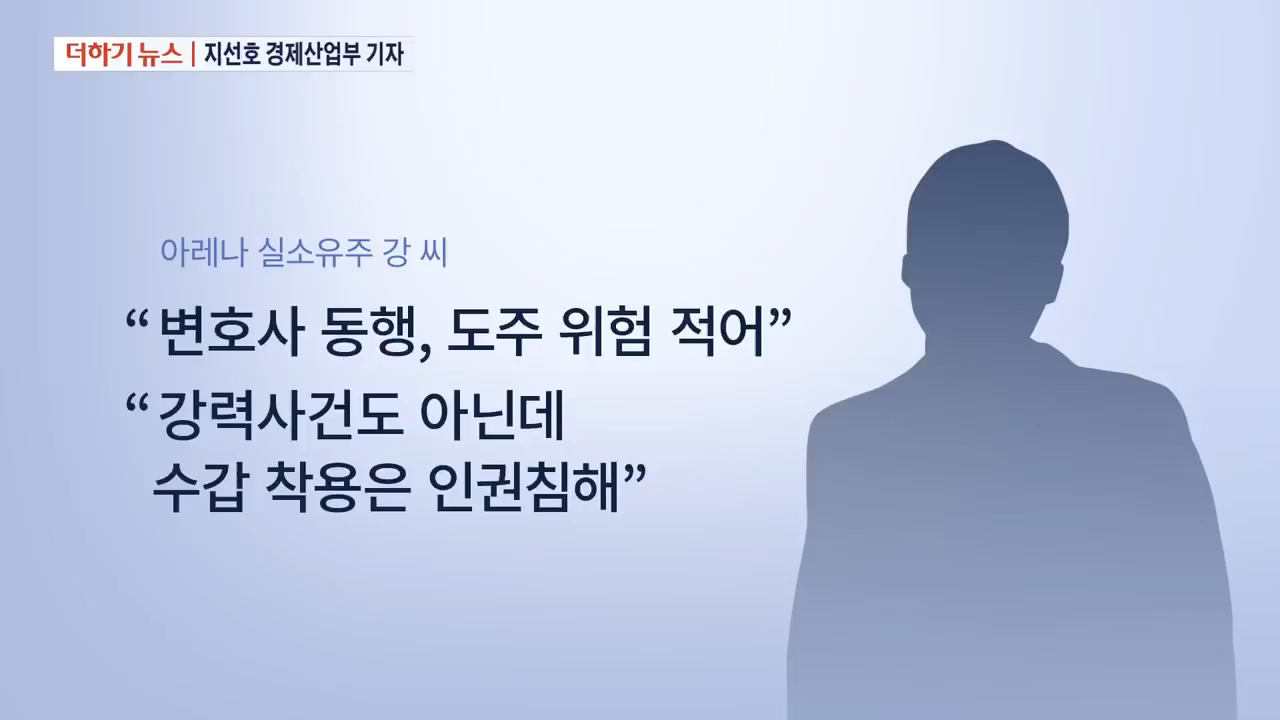 더하기 뉴스 | 지선호 경제산업부 기자
아레나 실소유주 강 씨
“변호사 동행, 도주 위험 적어”
“강력사건도 아닌데
수갑 착용은 인권침해”